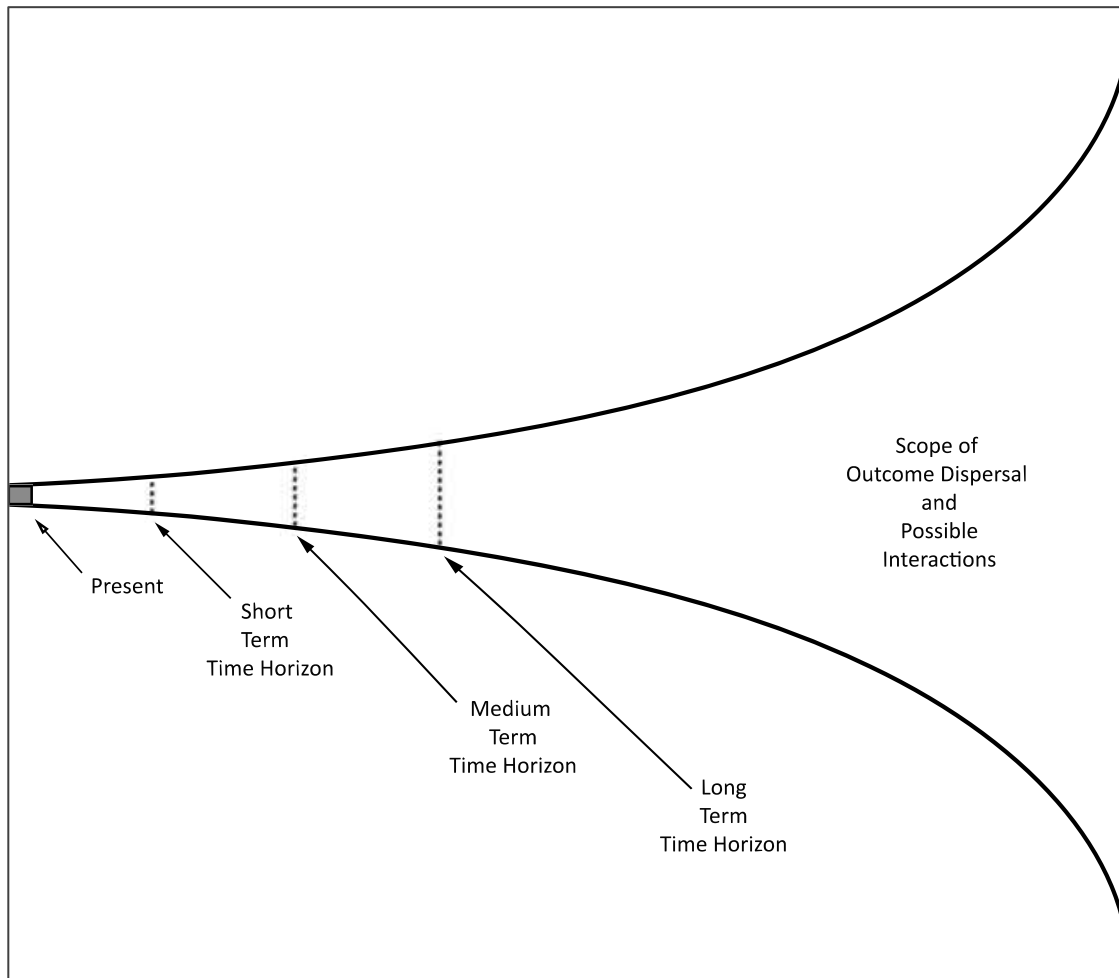 Scope of
Outcome Dispersal
and
Possible
Interactions
Present
Short
Term
Time Horizon
Medium
Term
Time Horizon
Long
Term
Time Horizon